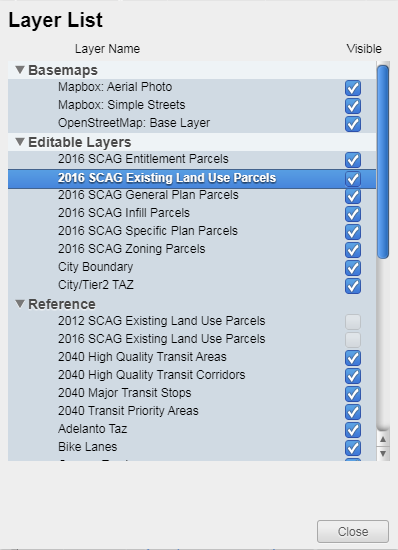 Layer List
Layer Name Visible
Basemaps
Mapbox: Aerial Photo
Mapbox: Simple Streets
OpenStreetMap: Base Layer
Editable Layers
2016 SCAG Entitlement Parcels
2016 SCAG Existing Land Use Parcels
2016 SCAG General Plan Parcels
2016 SCAG Infill Parcels
2016 SCAG Specific Plan Parcels
2016 SCAG Zoning Parcels
City Boundary
City/Tier2 TAZ
Reference
2012 SCAG Existing Land Use Parcels
2016 SCAG Existing Land Use Parcels
2040 High Quality Transit Areas
2040 High Quality Transit Corridors
2040 Major Transit Stops
2040 Transit Priority Areas
Adelanto Taz
Bike Lanes
Close